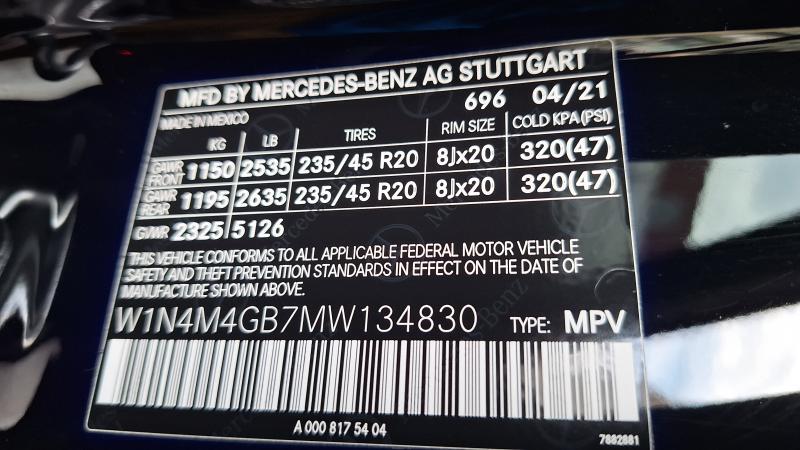 MFD BY MERCEDES-BENZ AG STUTTGART
MADE IN MEXICO 696 04/21
KG LB TIRES RIM SIZE COLD KPA (PSI)
GAWR FRONT 1150 2535 235/45 R20 8Jx20 320(47)
GAWR REAR 1195 2635 235/45 R20 8Jx20 320(47)
GVWR 2325 5126
THIS VEHICLE CONFORMS TO ALL APPLICABLE FEDERAL MOTOR VEHICLE
SAFETY AND THEFT PREVENTION STANDARDS IN EFFECT ON THE DATE OF
MANUFACTURE SHOWN ABOVE.
W1N4M4GB7MW134830 TYPE: MPV
A 000 817 54 04
7882881